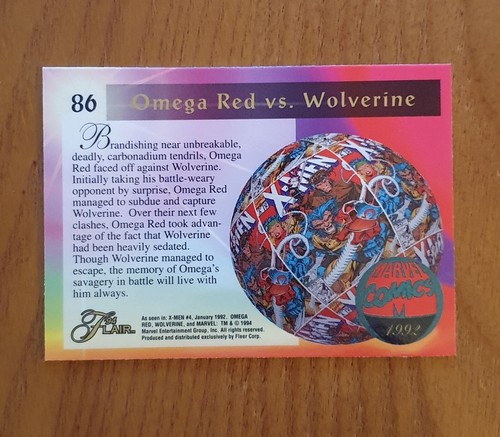 86
Omega Red vs. Wolverine
Brandishing near unbreakable,
deadly, carbonadium tendrils, Omega
Red faced off against Wolverine.
Initially taking his battle-weary
opponent by surprise, Omega Red
managed to subdue and capture
Wolverine. Over their next few
clashes, Omega Red took advan-
tage of the fact that Wolverine
had been heavily sedated.
Though Wolverine managed to
escape, the memory of Omega's
savagery in battle will live with
him always.
X-MEN
MARVEL
COMICS
M
1992
Flair
'94
As seen in: X-MEN #4, January 1992. OMEGA
RED, WOLVERINE, and MARVEL: TM & © 1994
Marvel Entertainment Group, Inc. All rights reserved.
Produced and distributed exclusively by Fleer Corp.